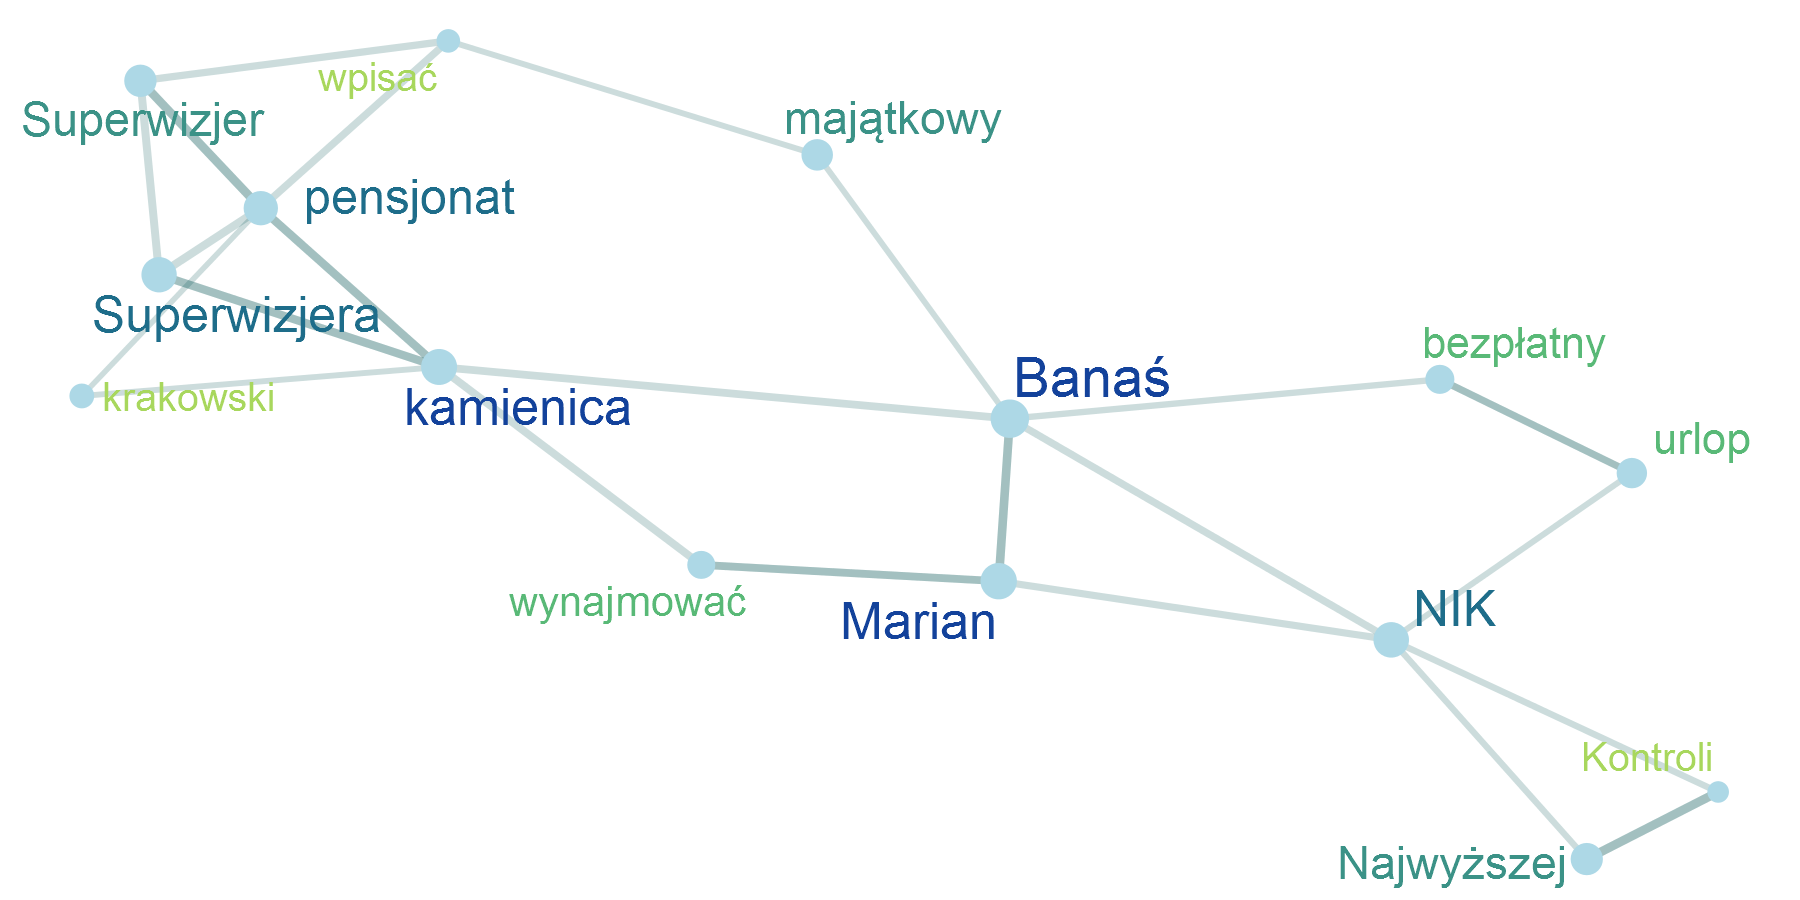 wpisać
Superwizjer
majątkowy
pensjonat
Superwizjera
bezpłatny
Banaś
krakowski
kamienica
urlop
wynajmować
Marian
NIK
Kontroli
Najwyższej